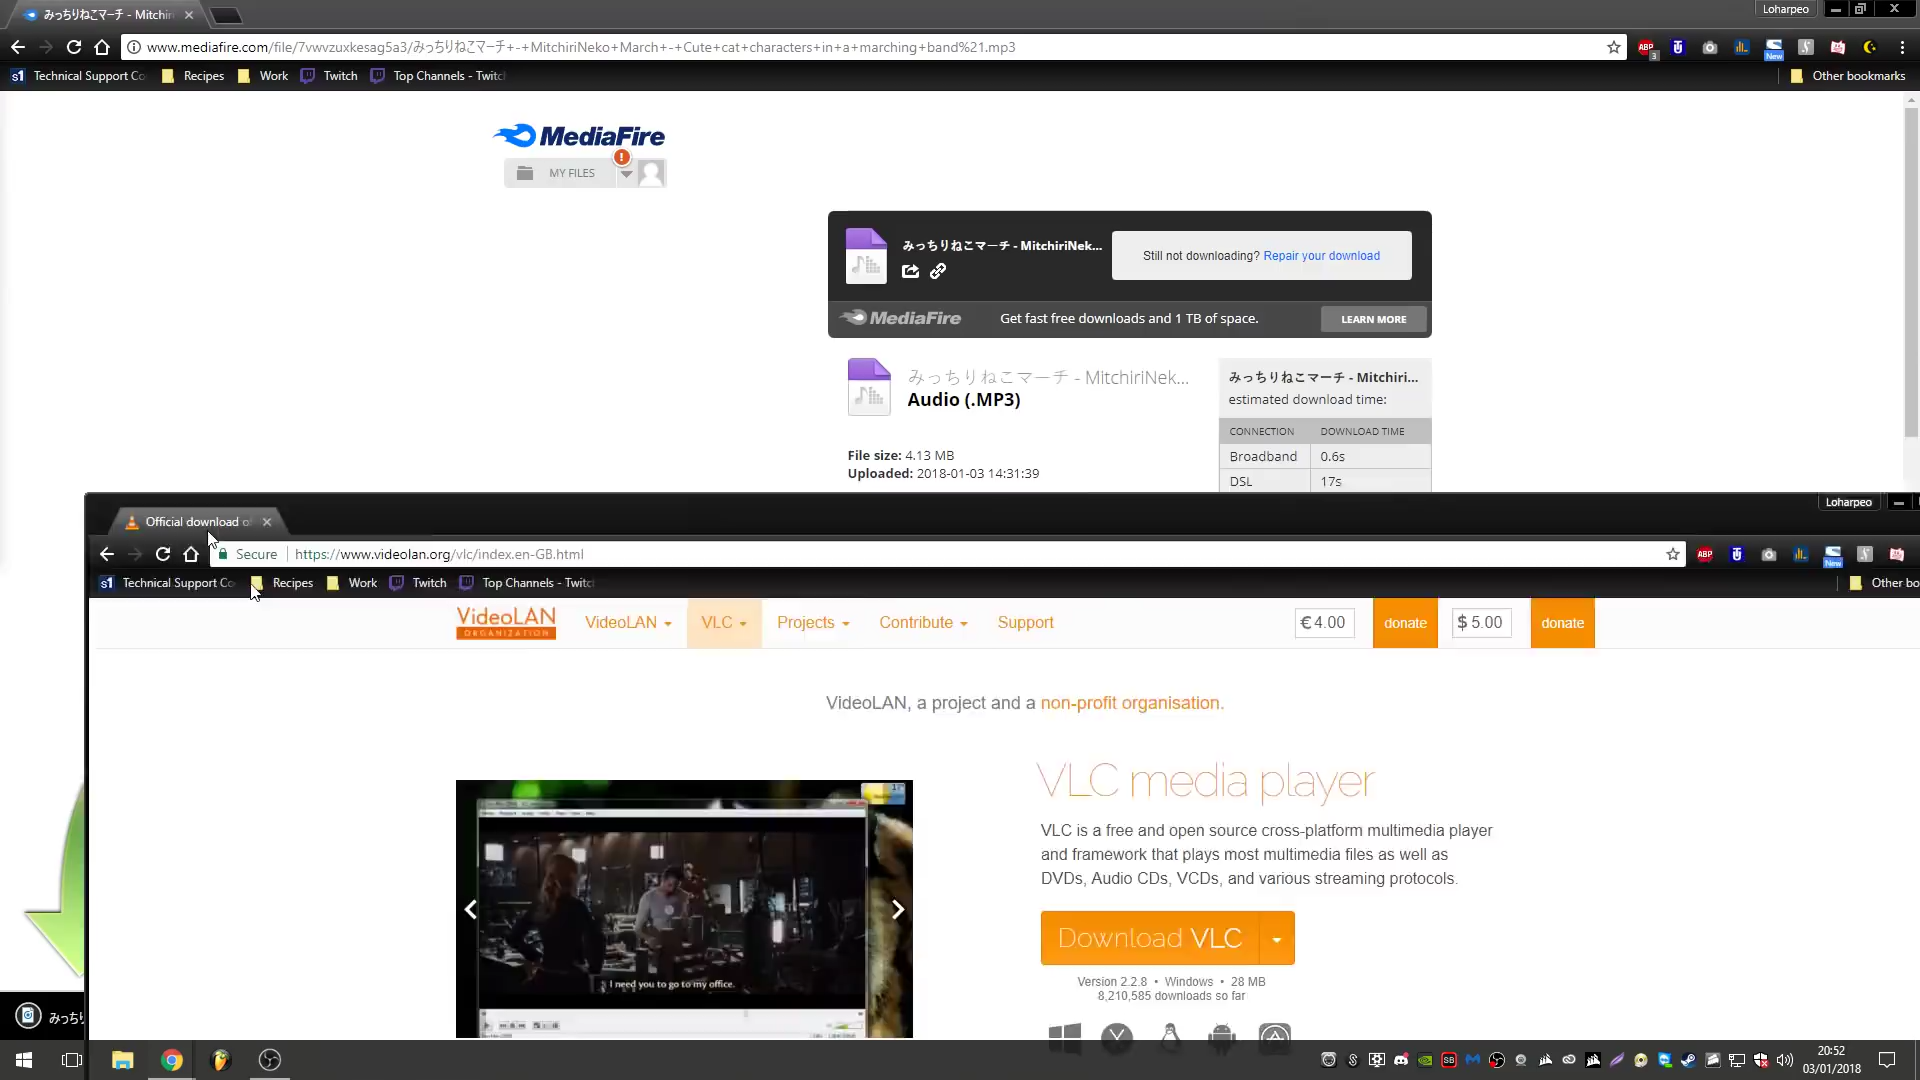 みっちりねこマーチ - Mitchiri
Loharpeo
www.mediafire.com/file/7vwvzuxkesag5a3/みっちりねこマーチ+-+MitchiriNeko+March+-+Cute+cat+characters+in+a+marching+band%21.mp3
ABP
3
New
s1 Technical Support Co Recipes Work Twitch Top Channels - Twitc Other bookmarks
MediaFire
!
MY FILES
みっちりねこマーチ - MitchiriNek...
Still not downloading? Repair your download
MediaFire Get fast free downloads and 1 TB of space. LEARN MORE
みっちりねこマーチ - MitchiriNek...
Audio (.MP3)
みっちりねこマーチ - Mitchiri...
estimated download time:
CONNECTION DOWNLOAD TIME
Broadband 0.6s
DSL 17s
File size: 4.13 MB
Uploaded: 2018-01-03 14:31:39
Loharpeo
Official download o
Secure https://www.videolan.org/vlc/index.en-GB.html
ABP
New
s1 Technical Support Co Recipes Work Twitch Top Channels - Twitc Other bo
VideoLAN
ORGANIZATION
VideoLAN VLC Projects Contribute Support € 4.00 donate $ 5.00 donate
VideoLAN, a project and a non-profit organisation.
VLC media player
VLC is a free and open source cross-platform multimedia player
and framework that plays most multimedia files as well as
DVDs, Audio CDs, VCDs, and various streaming protocols.
I need you to go to my office.
Download VLC
Version 2.2.8 • Windows • 28 MB
8,210,585 downloads so far
みっちり
SB
20:52
03/01/2018